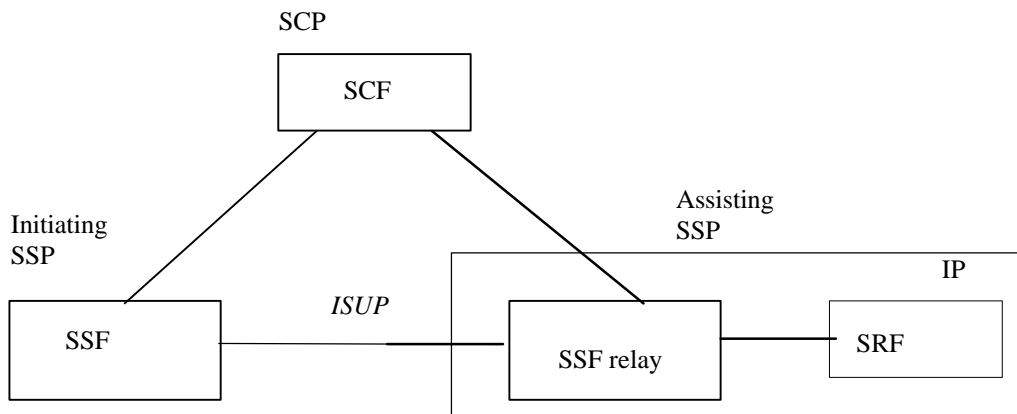 SCP
SCF
Initiating
SSP
Assisting
SSP
IP
ISUP
SSF
SSF relay
SRF